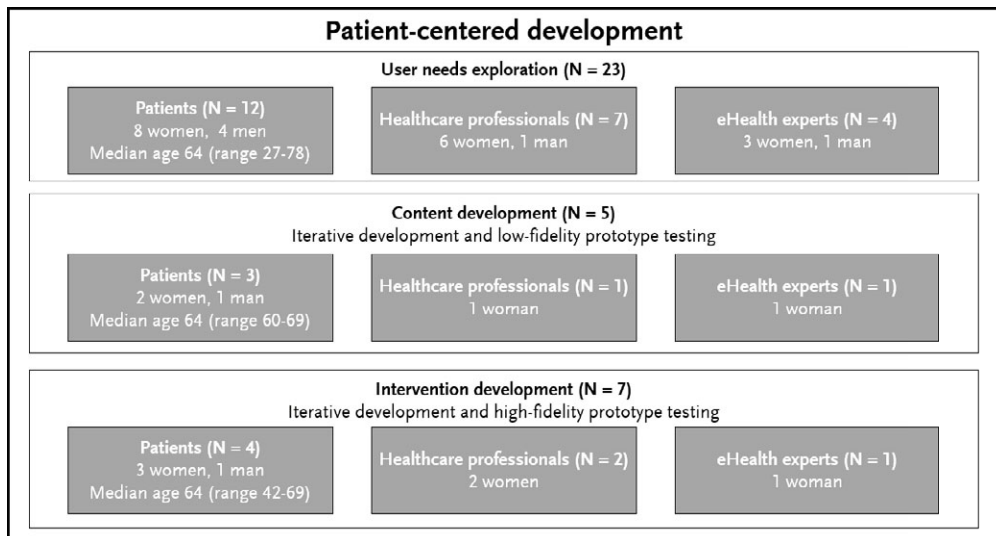 Patient-centered development
User needs exploration (N = 23)
Patients (N = 12)
8 women, 4 men
Median age 64 (range 27-78)
Healthcare professionals (N = 7)
6 women, 1 man
eHealth experts (N = 4)
3 women, 1 man
Content development (N = 5)
Iterative development and low-fidelity prototype testing
Patients (N = 3)
2 women, 1 man
Median age 64 (range 60-69)
Healthcare professionals (N = 1)
1 woman
eHealth experts (N = 1)
1 woman
Intervention development (N = 7)
Iterative development and high-fidelity prototype testing
Patients (N = 4)
3 women, 1 man
Median age 64 (range 42-69)
Healthcare professionals (N = 2)
2 women
eHealth experts (N = 1)
1 woman